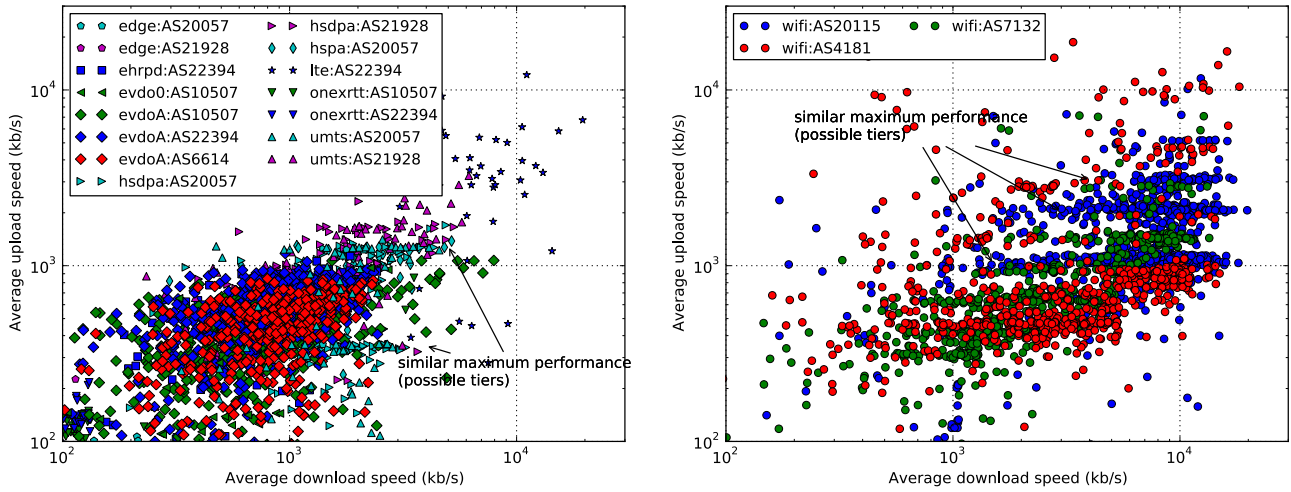 edge:AS20057
edge:AS21928
ehrpd:AS22394
evdo0:AS10507
evdoA:AS10507
evdoA:AS22394
evdoA:AS6614
hsdpa:AS20057
hsdpa:AS21928
hspa:AS20057
lte:AS22394
onexrtt:AS10507
onexrtt:AS22394
umts:AS20057
umts:AS21928
similar maximum performance
(possible tiers)
10^4
10^3
10^2
Average upload speed (kb/s)
10^2 10^3 10^4
Average download speed (kb/s)
wifi:AS20115
wifi:AS4181
wifi:AS7132
similar maximum performance
(possible tiers)
10^4
10^3
10^2
Average upload speed (kb/s)
10^2 10^3 10^4
Average download speed (kb/s)